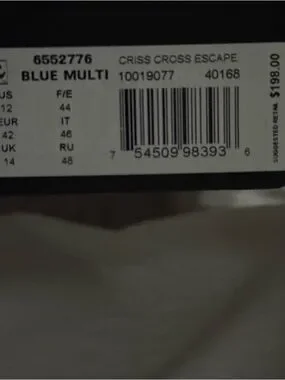 6552776 CRISS CROSS ESCAPE
BLUE MULTI 10019077 40168
US F/E
12 44
EUR IT
42 46
UK RU
14 48
7 54509 98393 6
SUGGESTED RETAIL $198.00